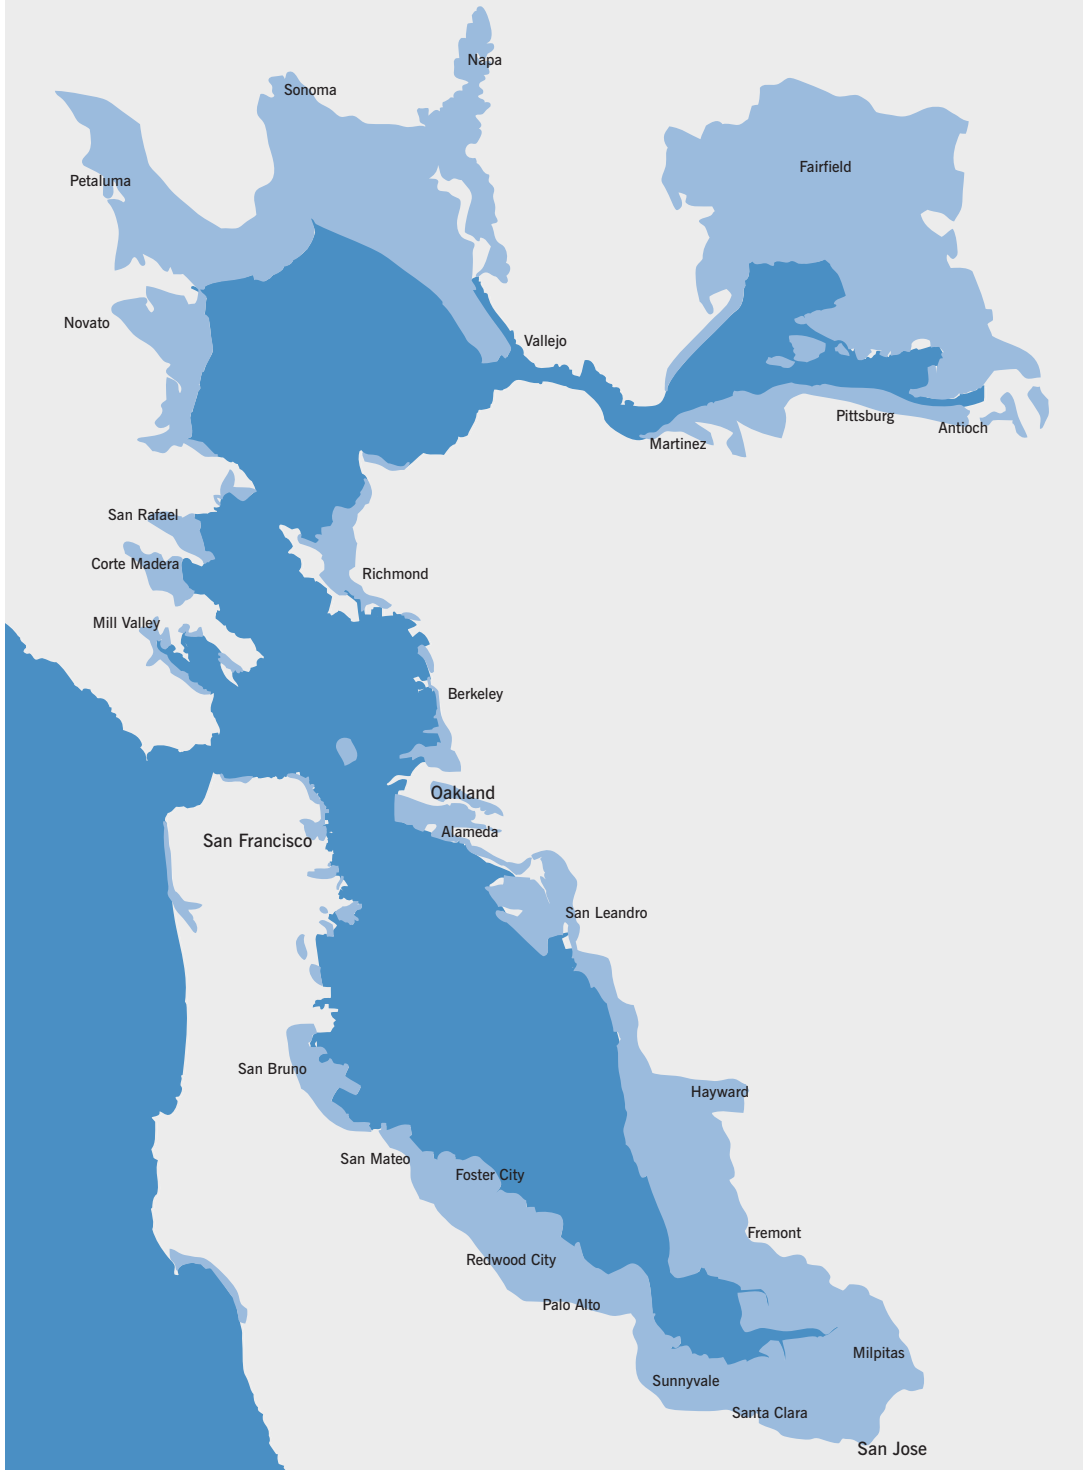 Napa
Sonoma
Fairfield
Petaluma
Novato
Vallejo
Pittsburg
Antioch
Martinez
San Rafael
Corte Madera
Richmond
Mill Valley
Berkeley
Oakland
Alameda
San Francisco
San Leandro
San Bruno
Hayward
San Mateo
Foster City
Fremont
Redwood City
Palo Alto
Milpitas
Sunnyvale
Santa Clara
San Jose